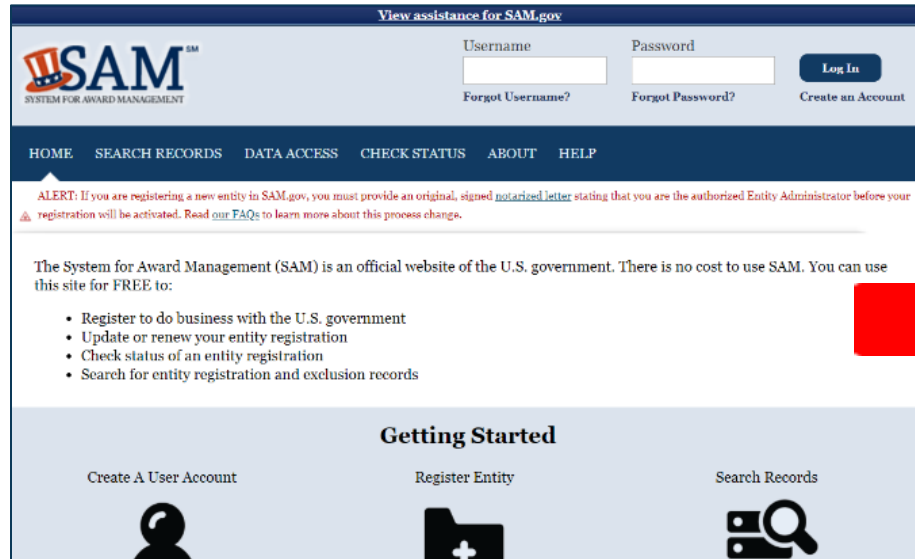 View assistance for SAM.gov
Username Password
SAM SM
SYSTEM FOR AWARD MANAGEMENT
Log In
Forgot Username? Forgot Password? Create an Account
HOME SEARCH RECORDS DATA ACCESS CHECK STATUS ABOUT HELP
ALERT: If you are registering a new entity in SAM.gov, you must provide an original, signed notarized letter stating that you are the authorized Entity Administrator before your
registration will be activated. Read our FAQs to learn more about this process change.
The System for Award Management (SAM) is an official website of the U.S. government. There is no cost to use SAM. You can use
this site for FREE to:
• Register to do business with the U.S. government
• Update or renew your entity registration
• Check status of an entity registration
• Search for entity registration and exclusion records
Getting Started
Create A User Account Register Entity Search Records